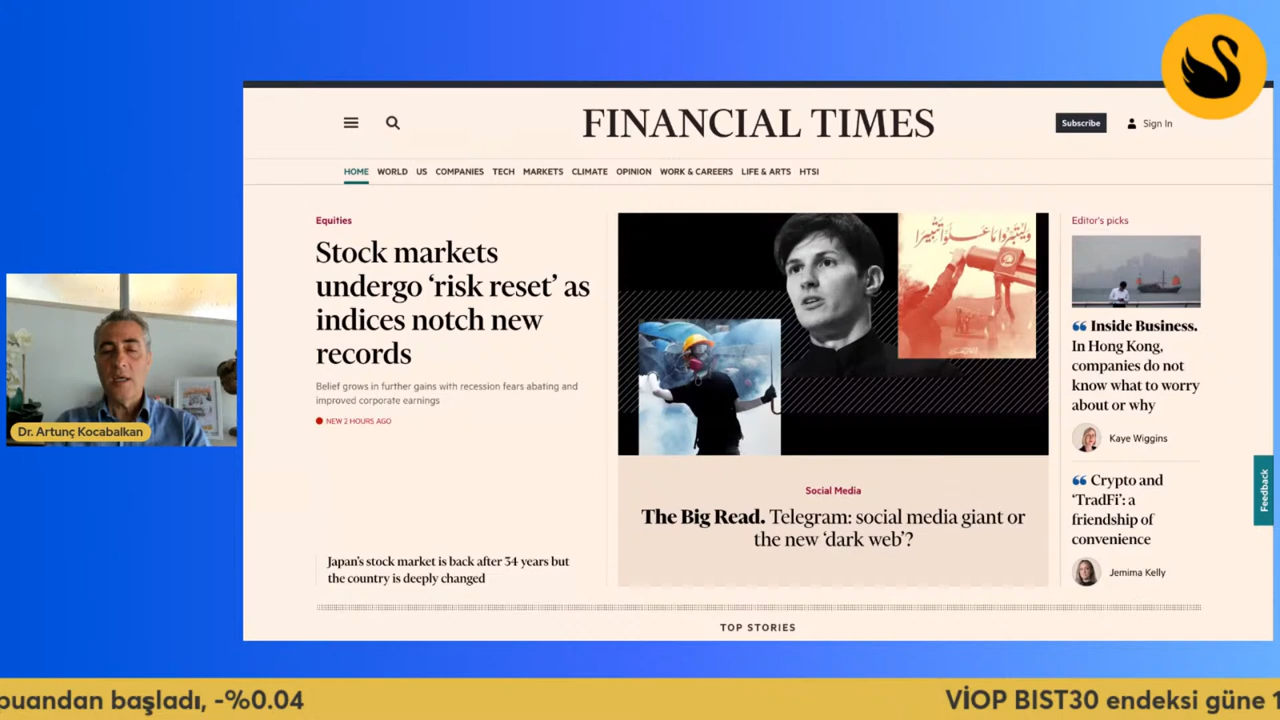 FINANCIAL TIMES
Subscribe
Sign In
HOME WORLD US COMPANIES TECH MARKETS CLIMATE OPINION WORK & CAREERS LIFE & ARTS HTSI
Equities
Stock markets
undergo ‘risk reset’ as
indices notch new
records
Belief grows in further gains with recession fears abating and
improved corporate earnings
NEW 2 HOURS AGO
Japan’s stock market is back after 34 years but
the country is deeply changed
Social Media
The Big Read. Telegram: social media giant or
the new ‘dark web’?
Editor’s picks
Inside Business.
In Hong Kong,
companies do not
know what to worry
about or why
Kaye Wiggins
Crypto and
‘TradFi’: a
friendship of
convenience
Jemima Kelly
Feedback
TOP STORIES
Dr. Artunç Kocabalkan
puandan başladı, -%0.04
VİOP BIST30 endeksi güne 1